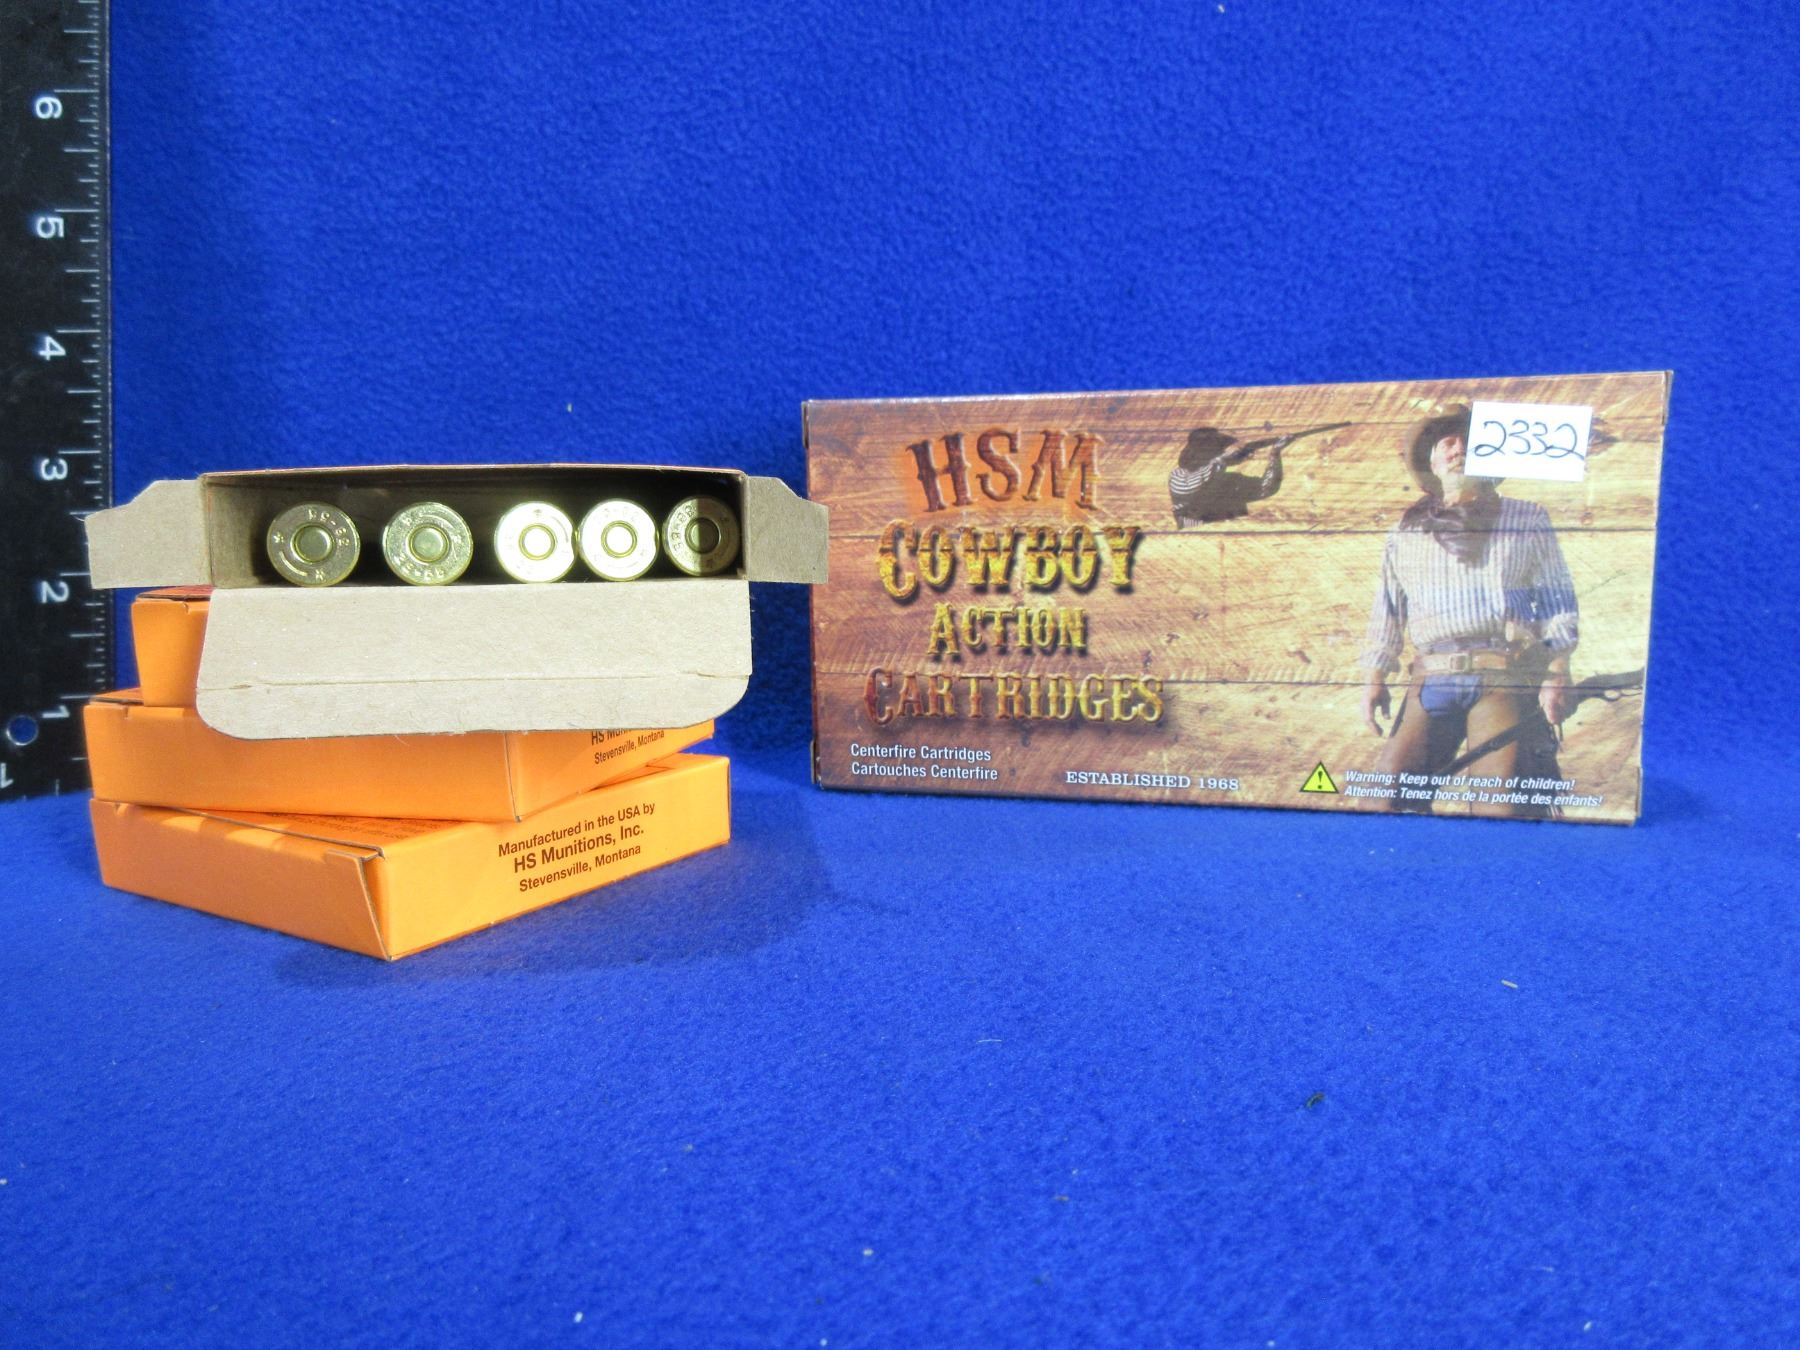 6
5
4
3
2
1
HSM
COWBOY
ACTION
CARTRIDGES
2332
Centerfire Cartridges
Cartouches Centerfire
ESTABLISHED 1968
Warning: Keep out of reach of children!
Attention: Tenez hors de la portée des enfants!
Stevensville, Montana
Manufactured in the USA by
HS Munitions, Inc.
Stevensville, Montana